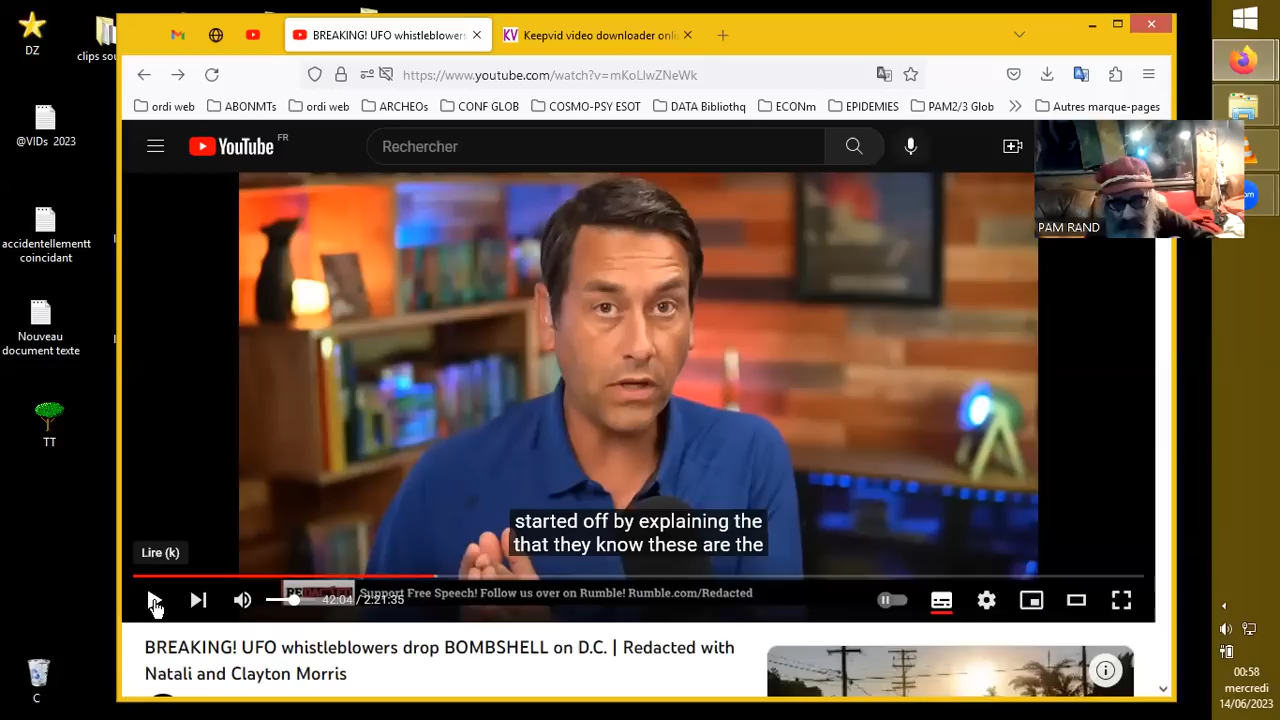 DZ
clips sou
@VIDs 2023
accidentellementt
coincidant
Nouveau
document texte
TT
C
BREAKING! UFO whistleblowers
KV Keepvid video downloader onli
https://www.youtube.com/watch?v=mKoLlwZNeWk
ordi web
ABONMTs
ordi web
ARCHEOs
CONF GLOB
COSMO-PSY ESOT
DATA Bibliothq
ECONm
EPIDEMIES
PAM2/3 Glob
Autres marque-pages
YouTube FR
Rechercher
PAM RAND
zoom
started off by explaining the
that they know these are the
Lire (k)
REDACTED Support Free Speech! Follow us over on Rumble! Rumble.com/Redacted
42:04 / 2:21:35
BREAKING! UFO whistleblowers drop BOMBSHELL on D.C. | Redacted with
Natali and Clayton Morris
00:58
mercredi
14/06/2023